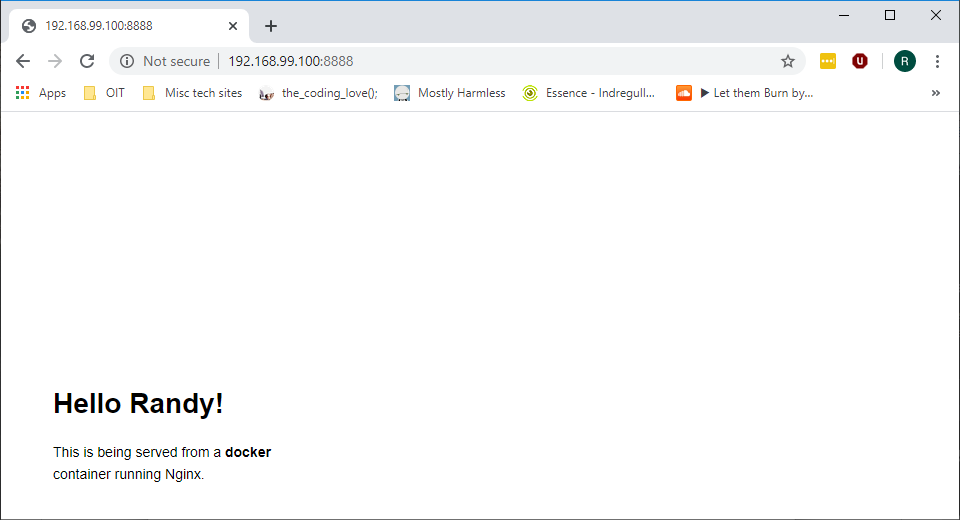 192.168.99.100:8888
Not secure 192.168.99.100:8888
R
Apps OIT Misc tech sites the_coding_love(); Mostly Harmless Essence - Indregull... ▶ Let them Burn by... »
Hello Randy!
This is being served from a docker
container running Nginx.